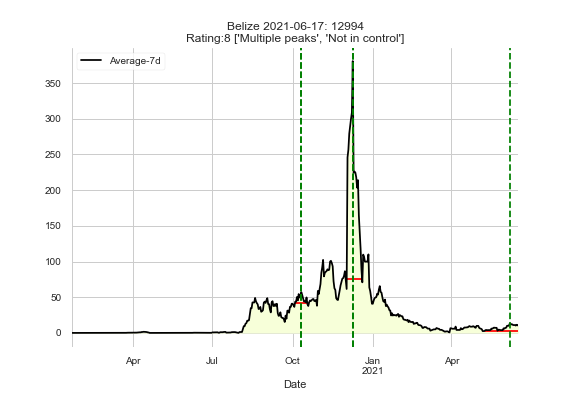 Belize 2021-06-17: 12994
Rating:8 ['Multiple peaks', 'Not in control']
Average-7d
350
300
250
200
150
100
50
0
Apr
Jul
Oct
Jan
2021
Apr
Date